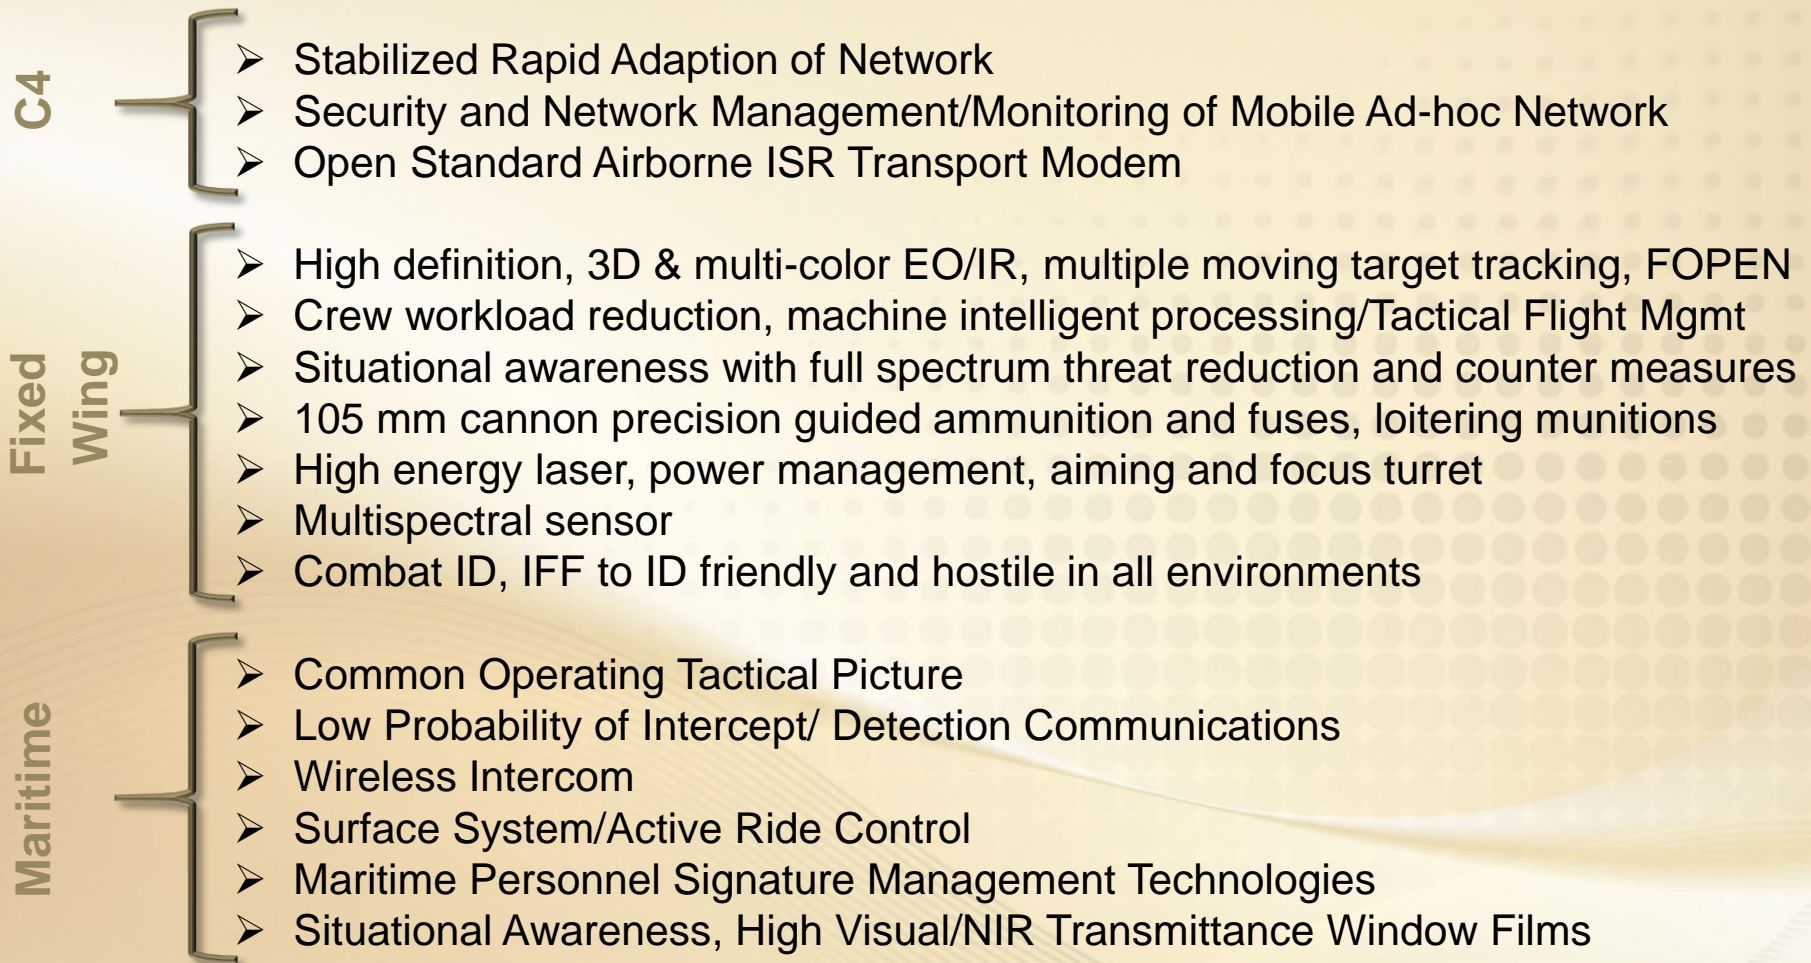 C4
➢ Stabilized Rapid Adaption of Network
➢ Security and Network Management/Monitoring of Mobile Ad-hoc Network
➢ Open Standard Airborne ISR Transport Modem
Fixed
Wing
➢ High definition, 3D & multi-color EO/IR, multiple moving target tracking, FOPEN
➢ Crew workload reduction, machine intelligent processing/Tactical Flight Mgmt
➢ Situational awareness with full spectrum threat reduction and counter measures
➢ 105 mm cannon precision guided ammunition and fuses, loitering munitions
➢ High energy laser, power management, aiming and focus turret
➢ Multispectral sensor
➢ Combat ID, IFF to ID friendly and hostile in all environments
Maritime
➢ Common Operating Tactical Picture
➢ Low Probability of Intercept/ Detection Communications
➢ Wireless Intercom
➢ Surface System/Active Ride Control
➢ Maritime Personnel Signature Management Technologies
➢ Situational Awareness, High Visual/NIR Transmittance Window Films